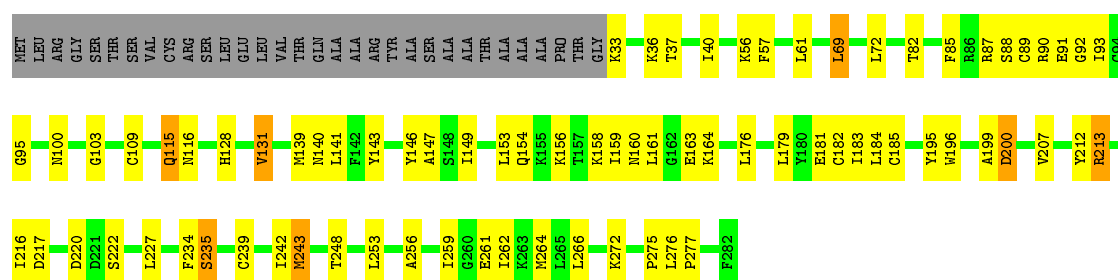 MET LEU ARG GLY SER THR SER VAL CYS ARG SER LEU GLU LEU VAL THR GLN ALA ALA ARG TYR ALA SER ALA ALA THR ALA ALA ALA PRO THR GLY K33 K36 T37 I40 K56 F57 L61 L69 L72 T82 F85 R86 R87 S88 C89 R90 E91 G92 I93 G94
G95 N100 G103 C109 Q115 N116 H128 V131 M139 N140 L141 F142 Y143 Y146 A147 S148 I149 L153 Q154 K155 K156 T157 K158 I159 N160 L161 G162 E163 K164 L176 L179 Y180 E181 C182 I183 L184 C185 Y195 W196 A199 D200 V207 Y212 R213
I216 D217 D220 D221 S222 L227 F234 S235 C239 I242 M243 T248 L253 A256 I259 G260 E261 I262 K263 M264 L265 L266 K272 P275 L276 P277 F282